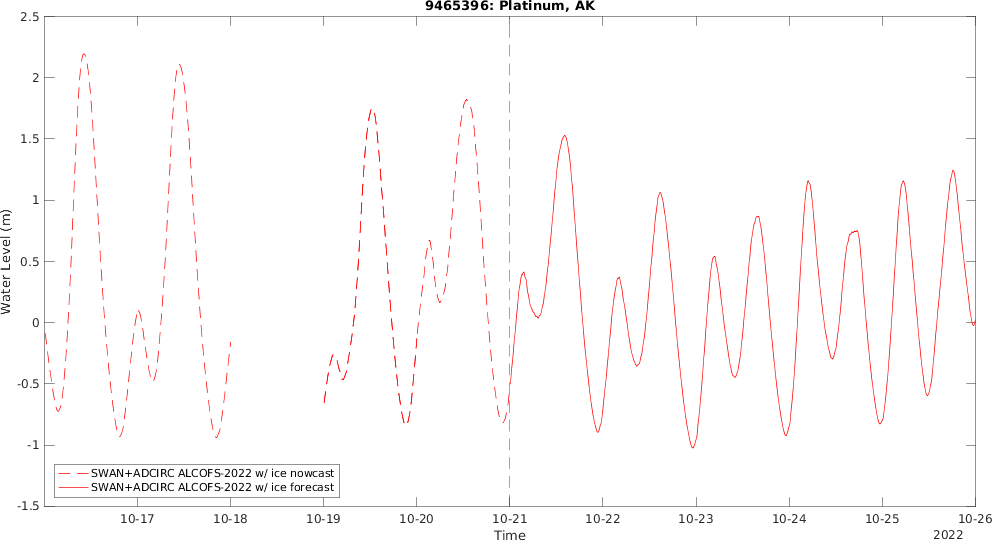 9465396: Platinum, AK
2.5
2
1.5
1
0.5
0
-0.5
-1
-1.5
Water Level (m)
SWAN+ADCIRC ALCOFS-2022 w/ ice nowcast
SWAN+ADCIRC ALCOFS-2022 w/ ice forecast
10-17 10-18 10-19 10-20 10-21 10-22 10-23 10-24 10-25 10-26
Time
2022